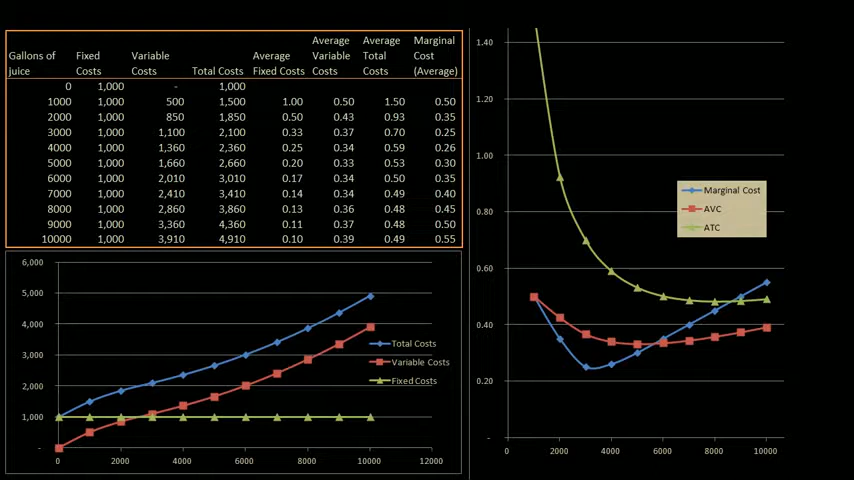 Average Average Marginal
Gallons of Fixed Variable Average Variable Total Cost
juice Costs Costs Total Costs Fixed Costs Costs Costs (Average)
0 1,000 - 1,000
1000 1,000 500 1,500 1.00 0.50 1.50 0.50
2000 1,000 850 1,850 0.50 0.43 0.93 0.35
3000 1,000 1,100 2,100 0.33 0.37 0.70 0.25
4000 1,000 1,360 2,360 0.25 0.34 0.59 0.26
5000 1,000 1,660 2,660 0.20 0.33 0.53 0.30
6000 1,000 2,010 3,010 0.17 0.34 0.50 0.35
7000 1,000 2,410 3,410 0.14 0.34 0.49 0.40
8000 1,000 2,860 3,860 0.13 0.36 0.48 0.45
9000 1,000 3,360 4,360 0.11 0.37 0.48 0.50
10000 1,000 3,910 4,910 0.10 0.39 0.49 0.55
6,000
5,000
4,000
3,000
2,000
1,000
-
0 2000 4000 6000 8000 10000 12000
Total Costs
Variable Costs
Fixed Costs
1.40
1.20
1.00
0.80
0.60
0.40
0.20
-
0 2000 4000 6000 8000 10000
Marginal Cost
AVC
ATC